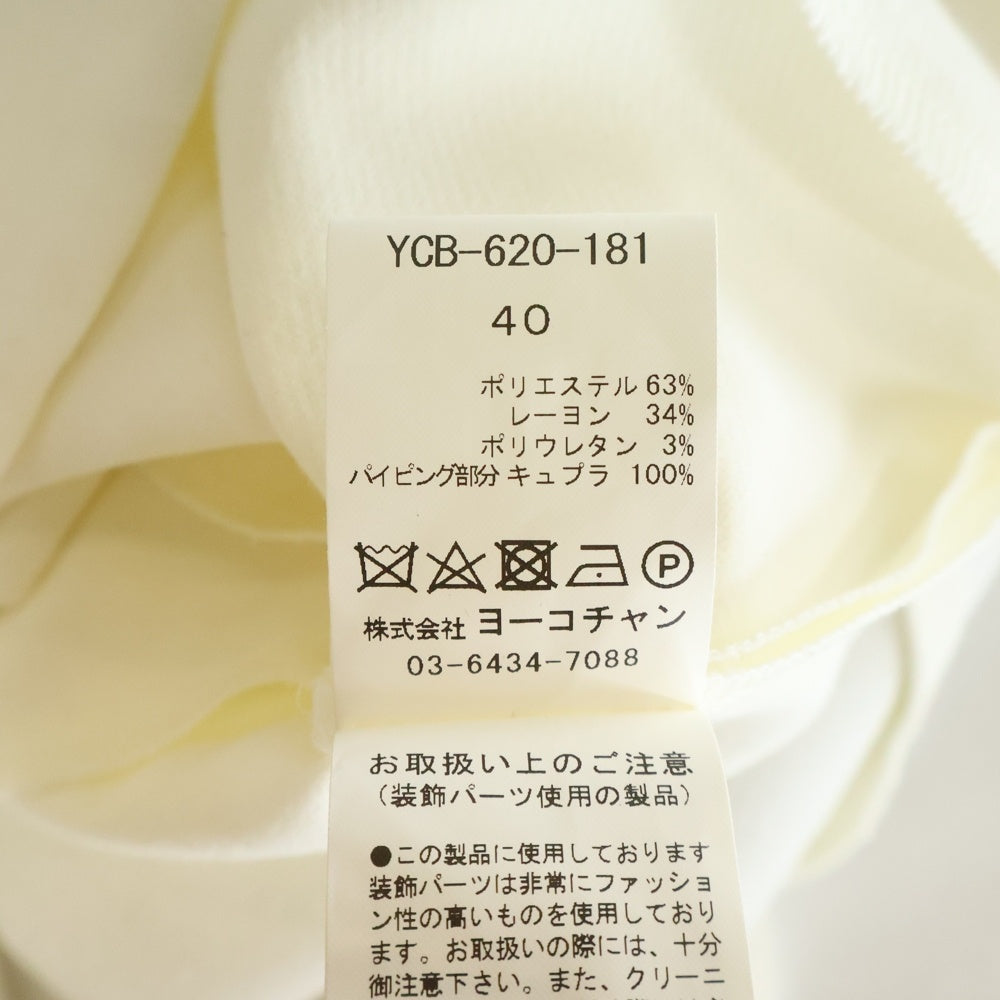 YCB-620-181
40
ポリエステル 63%
レーヨン 34%
ポリウレタン 3%
パイピング部分 キュプラ 100%
P
株式会社 ヨーコチャン
03-6434-7088
お取扱い上のご注意
（装飾パーツ使用の製品）
●この製品に使用しております
装飾パーツは非常にファッショ
ン性の高いものを使用しており
ます。お取扱いの際には、十分
御注意下さい。また、クリーニ